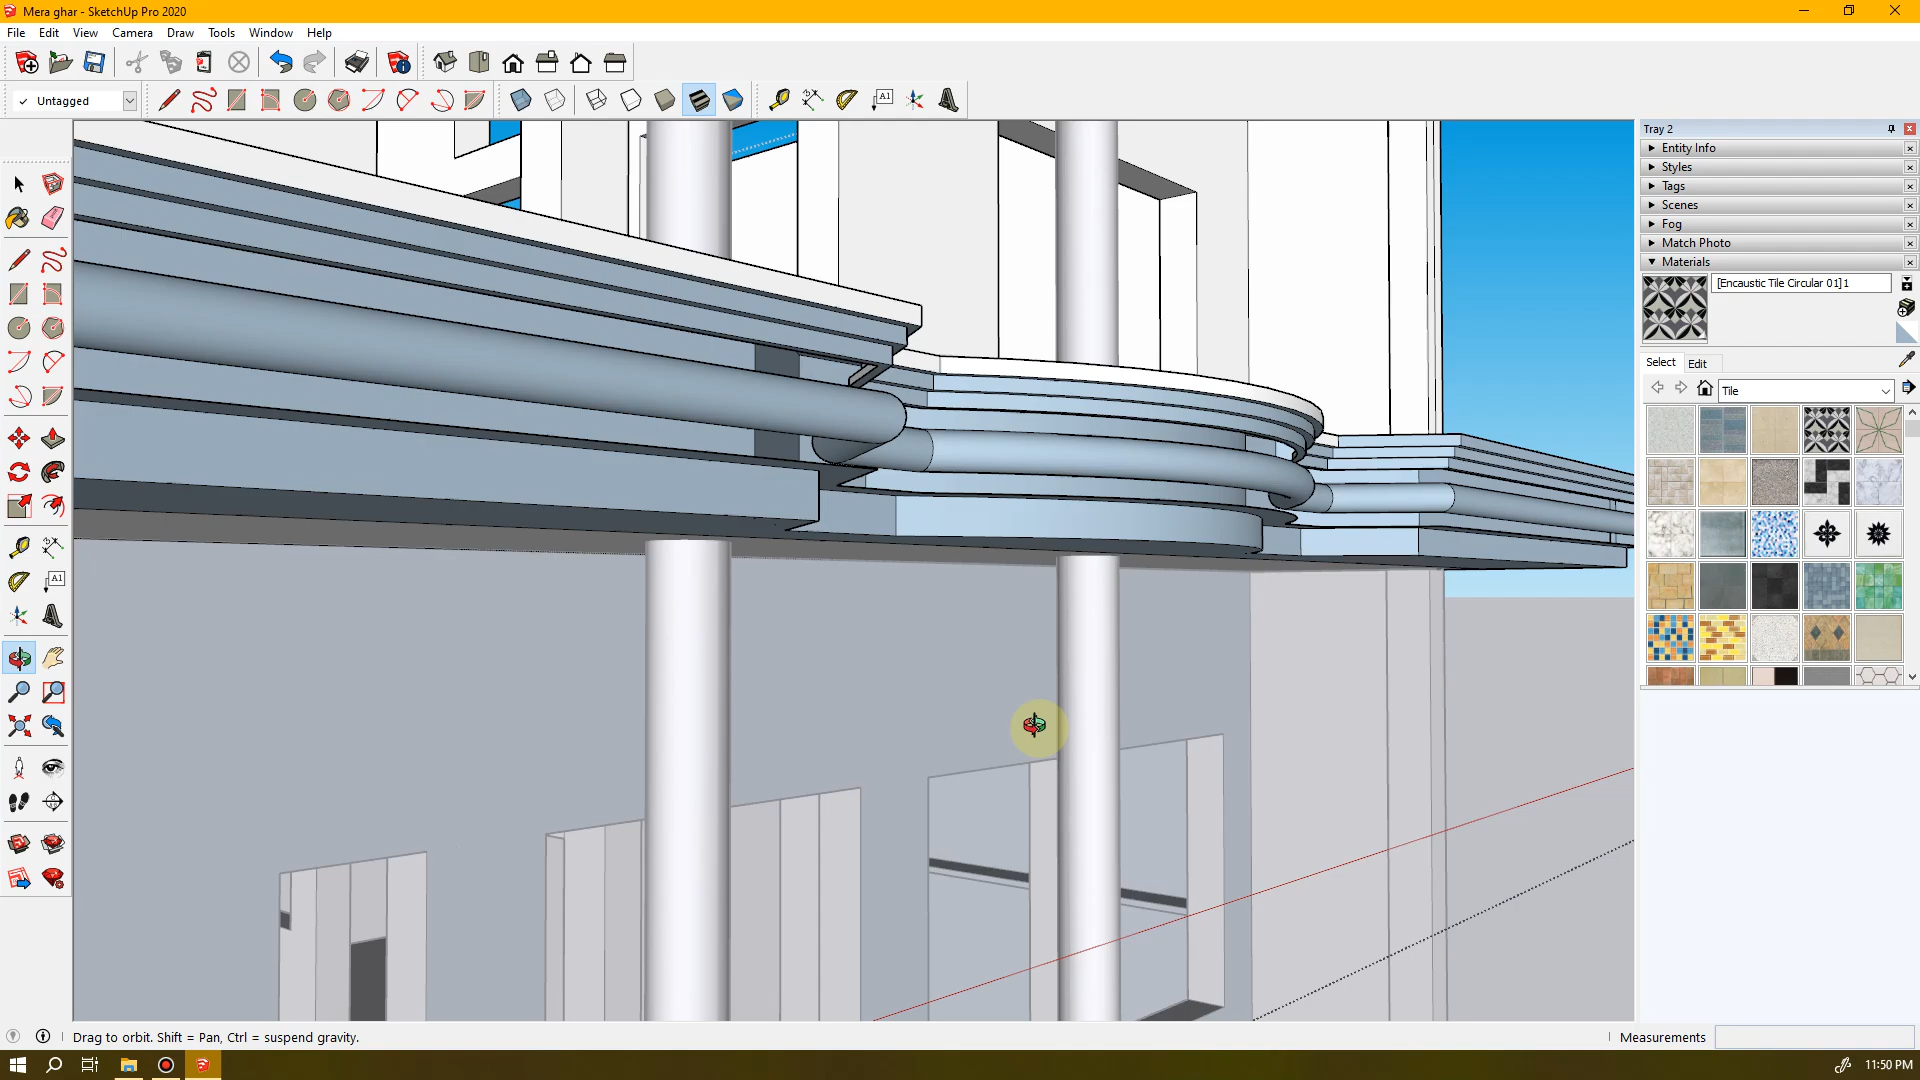 Mera ghar - SketchUp Pro 2020
File Edit View Camera Draw Tools Window Help
Untagged
A1
Tray 2
Entity Info
Styles
Tags
Scenes
Fog
Match Photo
Materials
[Encaustic Tile Circular 01]1
Select Edit
Tile
A1
Drag to orbit. Shift = Pan, Ctrl = suspend gravity.
Measurements
11:50 PM